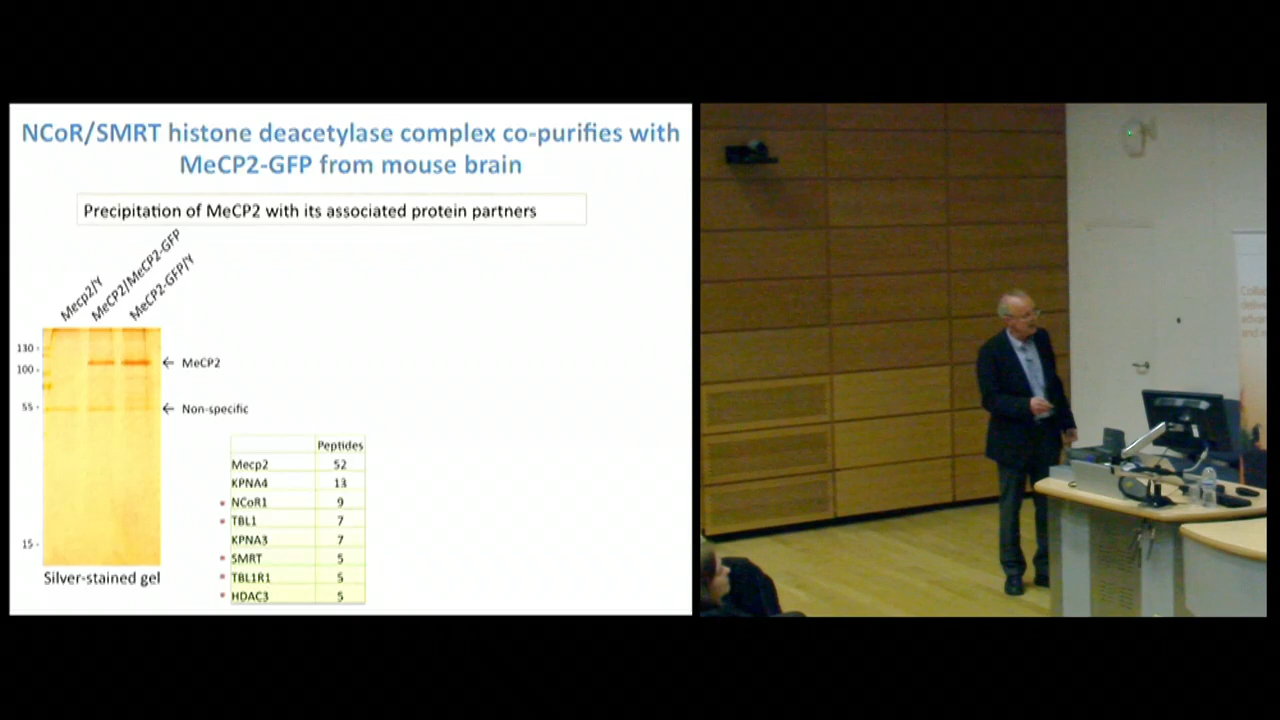 NCoR/SMRT histone deacetylase complex co-purifies with
MeCP2-GFP from mouse brain
Precipitation of MeCP2 with its associated protein partners
Mecp2/Y
MeCP2/MeCP2-GFP
MeCP2-GFP/Y
130
100
55
15
← MeCP2
← Non-specific
Silver-stained gel
Peptides
Mecp2 52
KPNA4 13
• NCoR1 9
• TBL1 7
KPNA3 7
• SMRT 5
• TBL1R1 5
• HDAC3 5